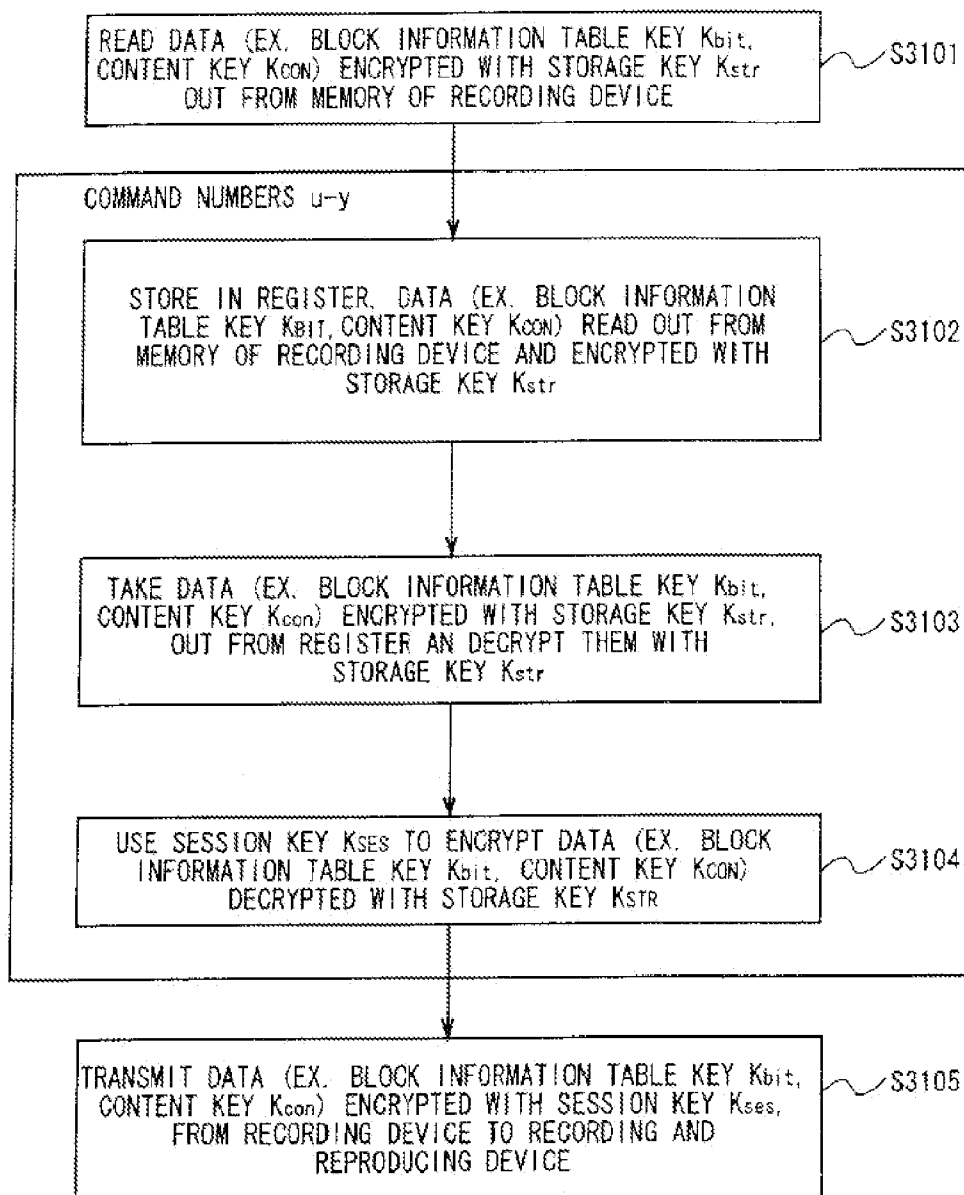 READ DATA (EX. BLOCK INFORMATION TABLE KEY Kbit,
CONTENT KEY KCON) ENCRYPTED WITH STORAGE KEY Kstr
OUT FROM MEMORY OF RECORDING DEVICE
S3101
COMMAND NUMBERS u-y
STORE IN REGISTER. DATA (EX. BLOCK INFORMATION
TABLE KEY KBIT, CONTENT KEY KCON) READ OUT FROM
MEMORY OF RECORDING DEVICE AND ENCRYPTED WITH
STORAGE KEY Kstr
S3102
TAKE DATA (EX. BLOCK INFORMATION TABLE KEY Kbit,
CONTENT KEY Kcon) ENCRYPTED WITH STORAGE KEY Kstr,
OUT FROM REGISTER AN DECRYPT THEM WITH
STORAGE KEY Kstr
S3103
USE SESSION KEY KSES TO ENCRYPT DATA (EX. BLOCK
INFORMATION TABLE KEY Kbit, CONTENT KEY KCON)
DECRYPTED WITH STORAGE KEY KSTR
S3104
TRANSMIT DATA (EX. BLOCK INFORMATION TABLE KEY Kbit,
CONTENT KEY Kcon) ENCRYPTED WITH SESSION KEY Kses,
FROM RECORDING DEVICE TO RECORDING AND
REPRODUCING DEVICE
S3105